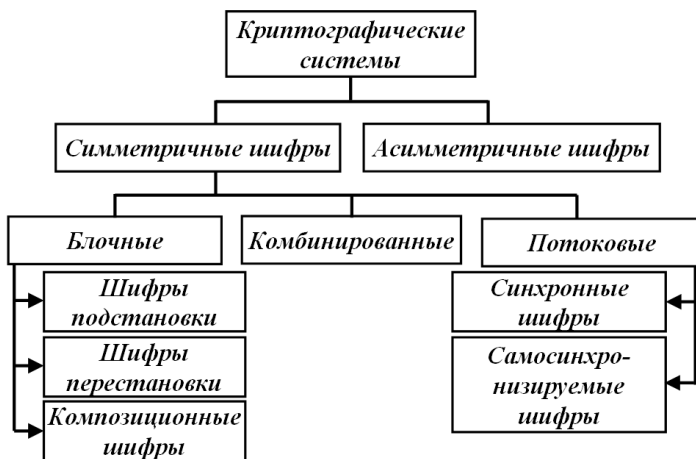 Криптографические
системы
Симметричные шифры
Асимметричные шифры
Блочные
Комбинированные
Потоковые
Шифры
подстановки
Шифры
перестановки
Композиционные
шифры
Синхронные
шифры
Самосинхро-
низируемые
шифры